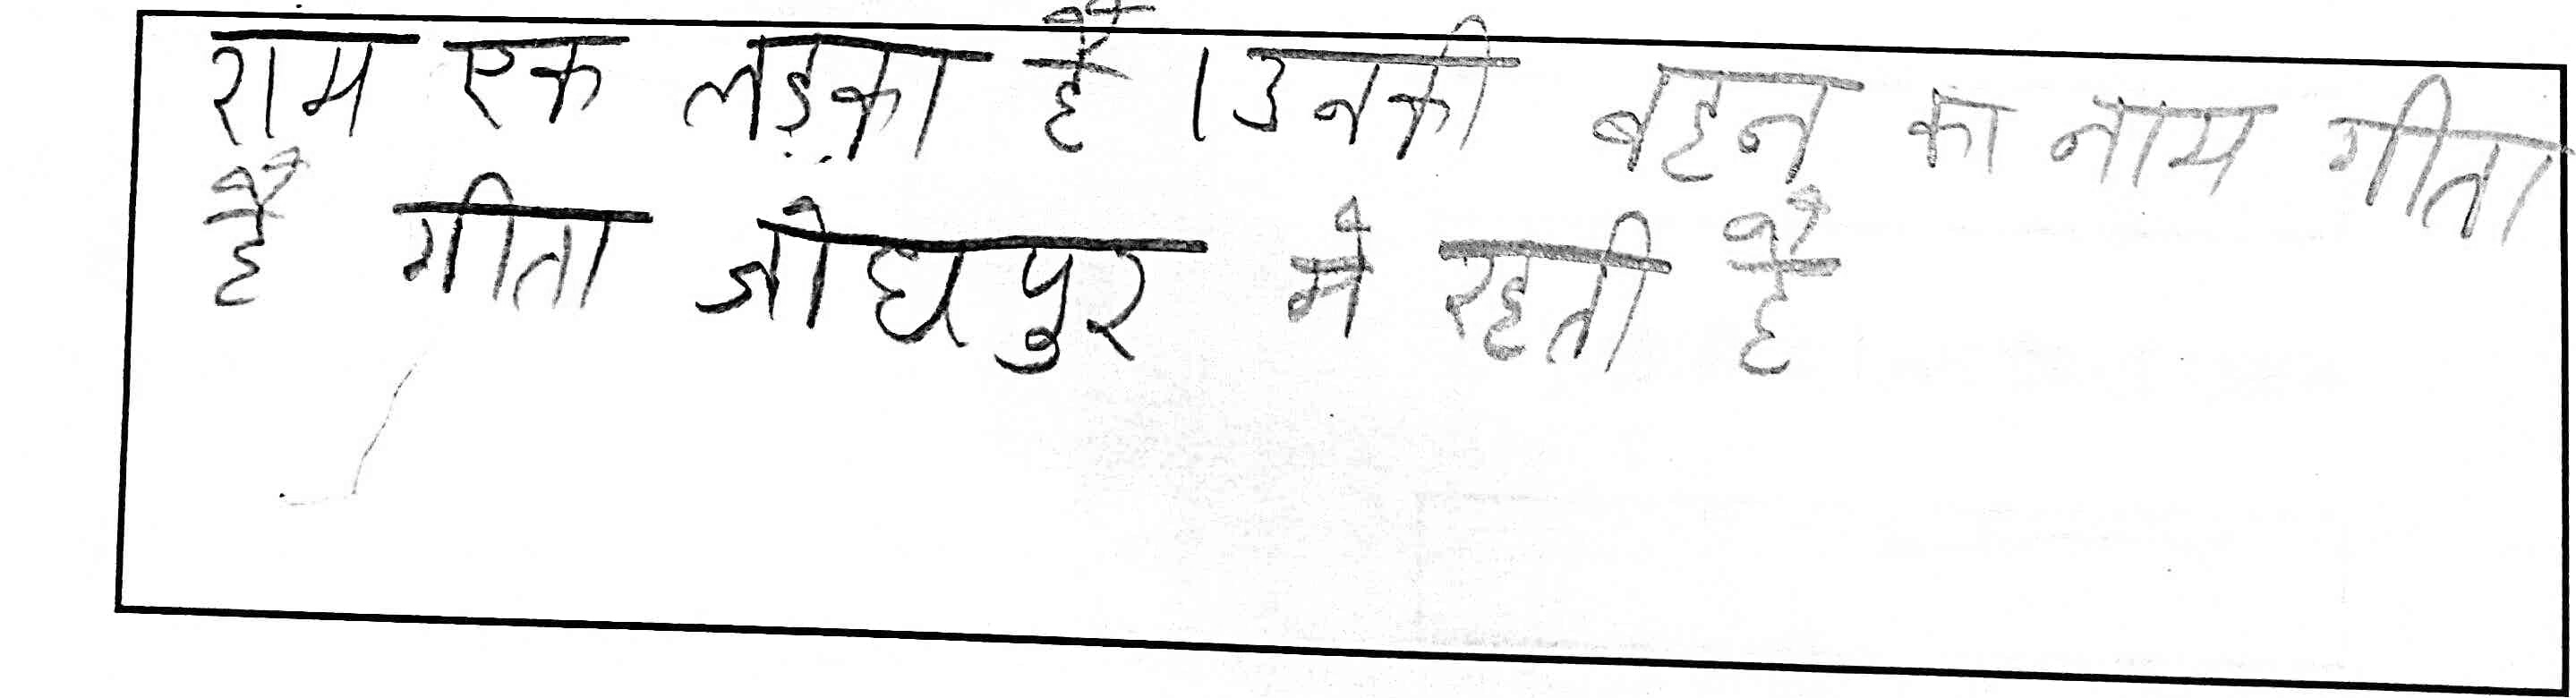 राम एक लड़का है । उनकी बहन का नाम गीता
है गीता जोधपुर मे रहती है